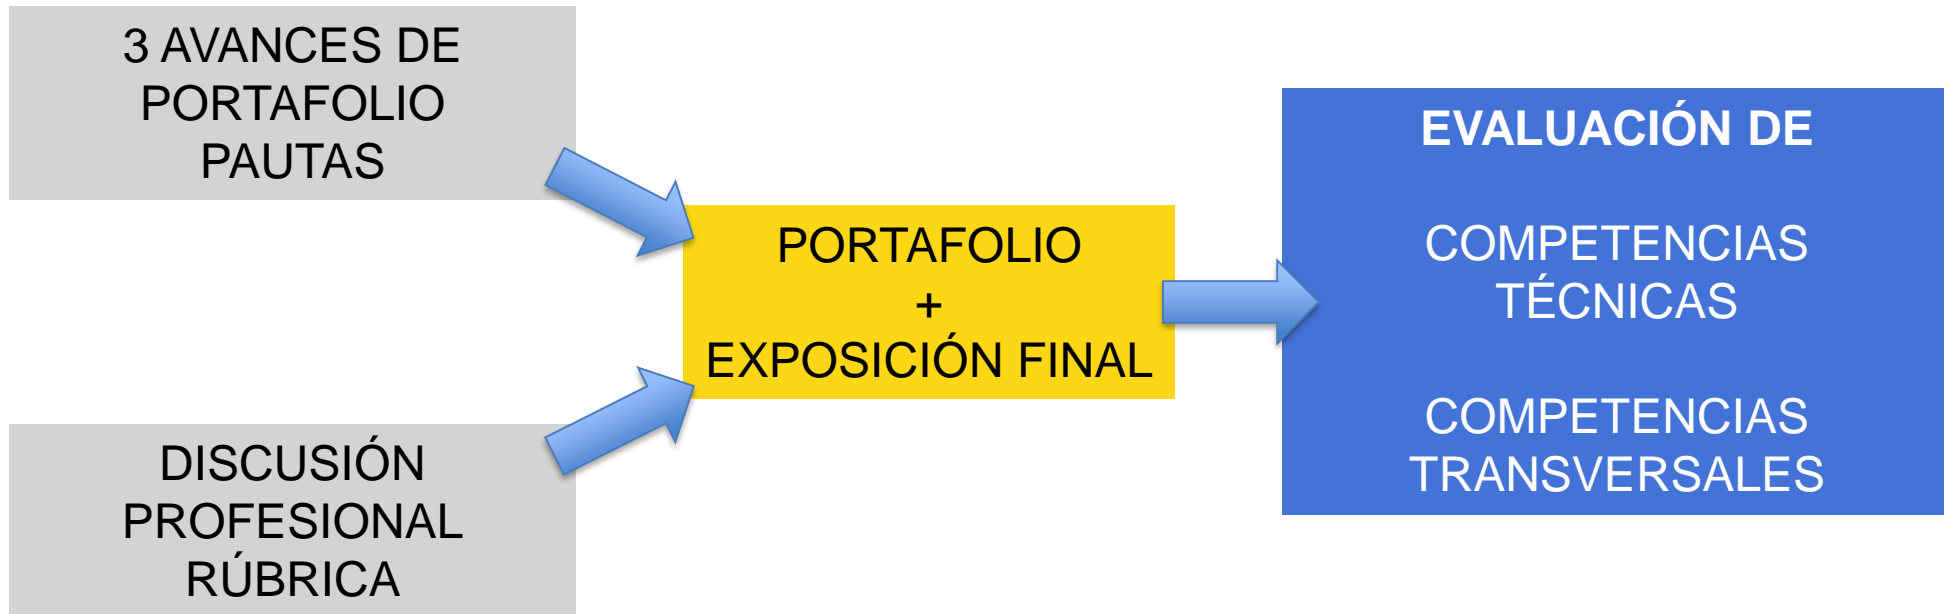 3 AVANCES DE
PORTAFOLIO
PAUTAS
DISCUSIÓN
PROFESIONAL
RÚBRICA
PORTAFOLIO
+
EXPOSICIÓN FINAL
EVALUACIÓN DE
COMPETENCIAS
TÉCNICAS
COMPETENCIAS
TRANSVERSALES